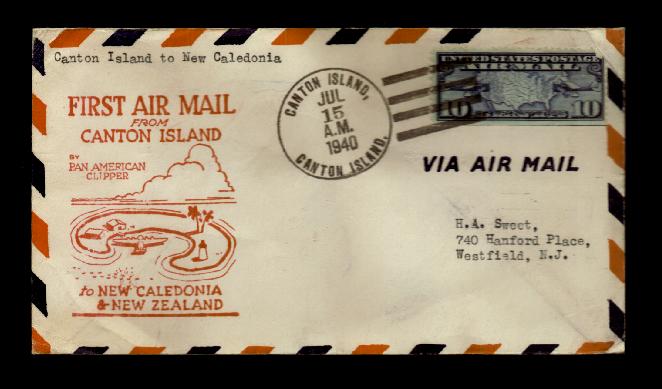 Canton Island to New Caledonia
FIRST AIR MAIL
FROM
CANTON ISLAND
BY
PAN AMERICAN
CLIPPER
to NEW CALEDONIA
& NEW ZEALAND
CANTON ISLAND,
JUL
15
A.M.
1940
CANTON ISLAND.
UNITED STATES POSTAGE
AIR MAIL
10 10
VIA AIR MAIL
H.A. Sweet,
740 Hanford Place,
Westfield, N.J.